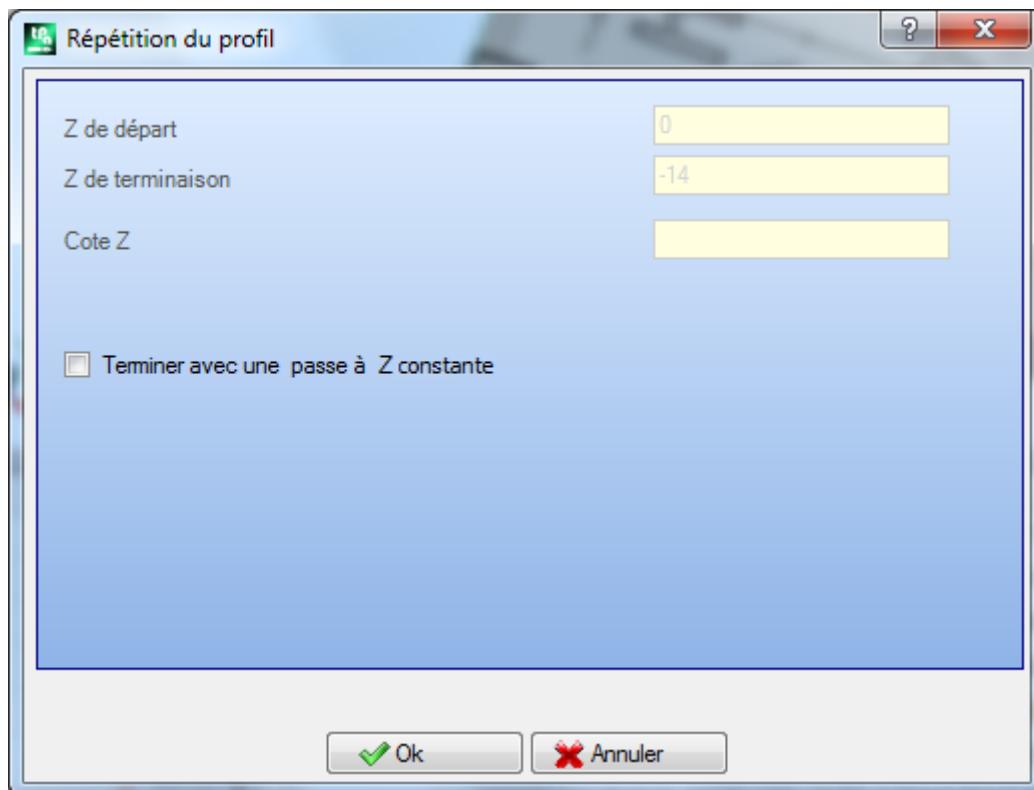 Répétition du profil
?
Z de départ
0
Z de terminaison
-14
Cote Z
Terminer avec une passe à Z constante
Ok
Annuler